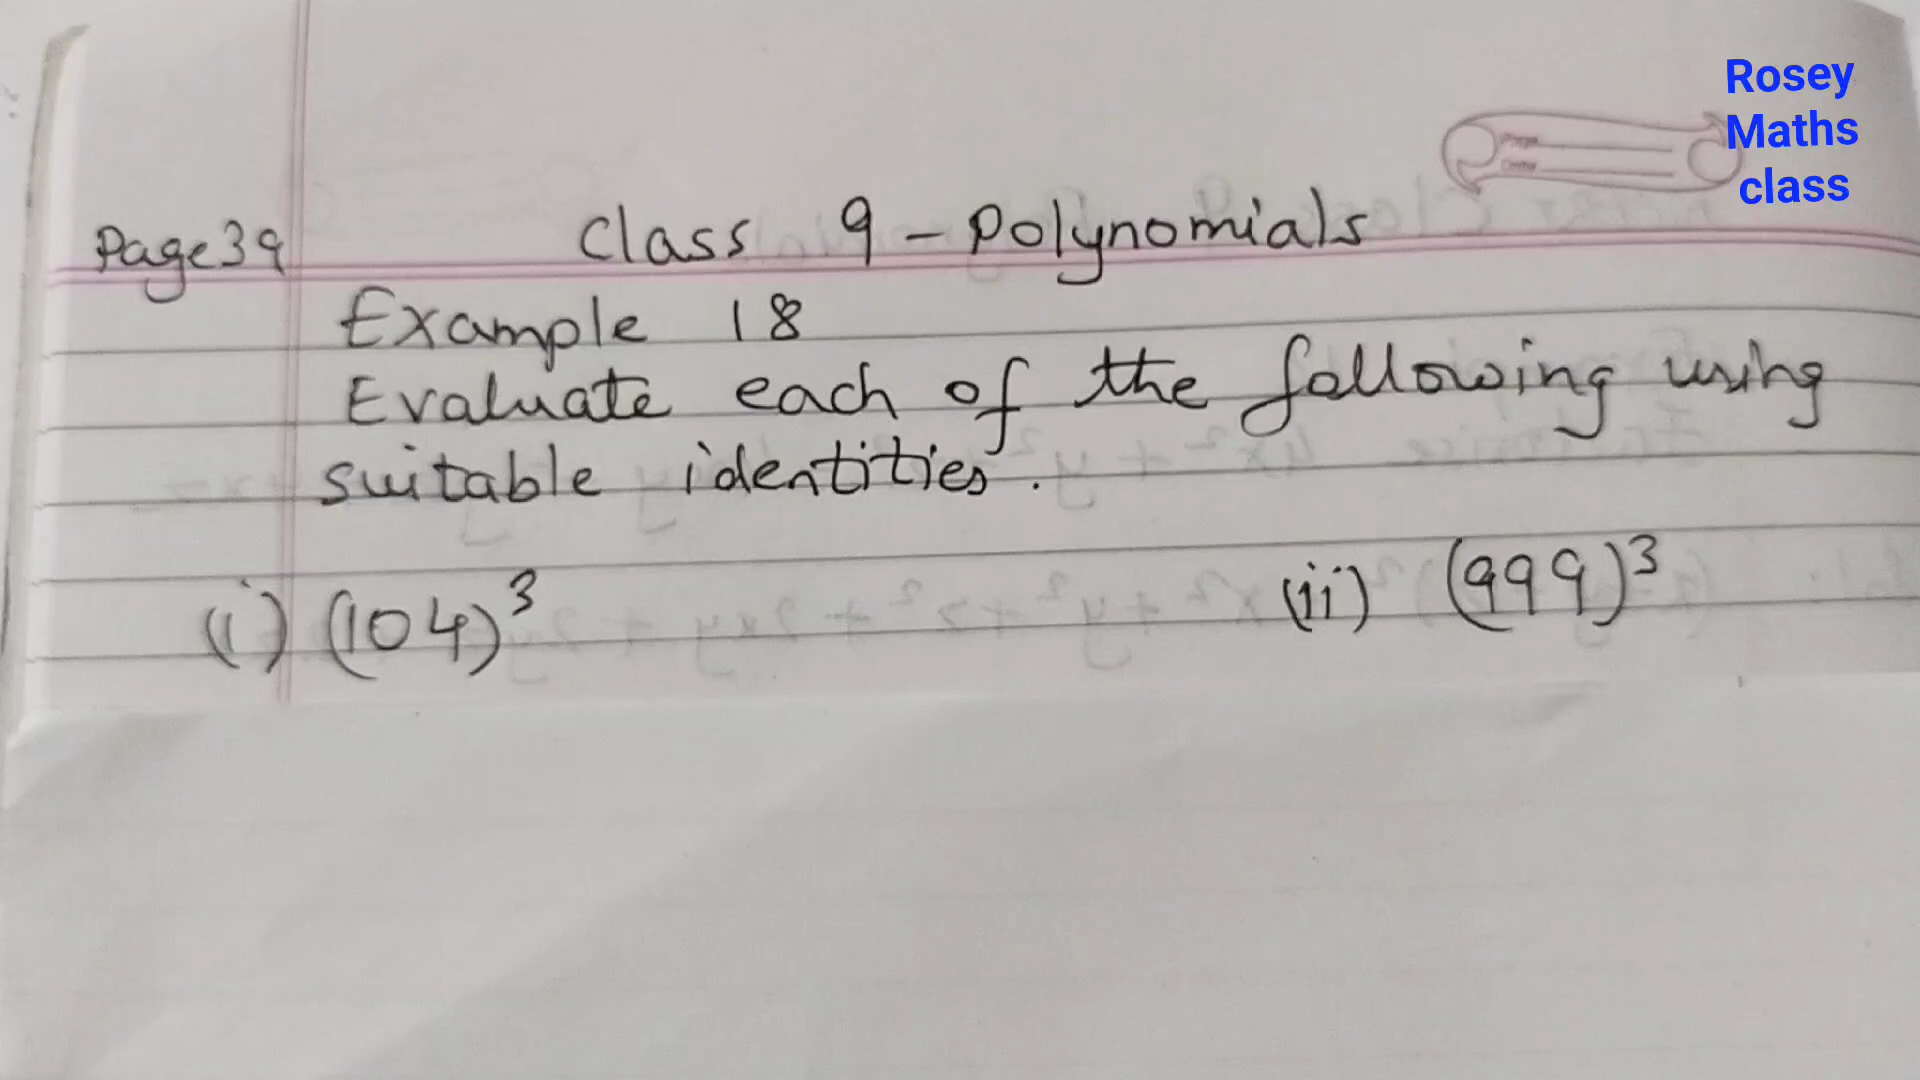 Rosey
Maths
class
Page 39
Class 9 - Polynomials
Example 18
Evaluate each of the following using
suitable identities.
(i) (104)³
(ii) (999)³